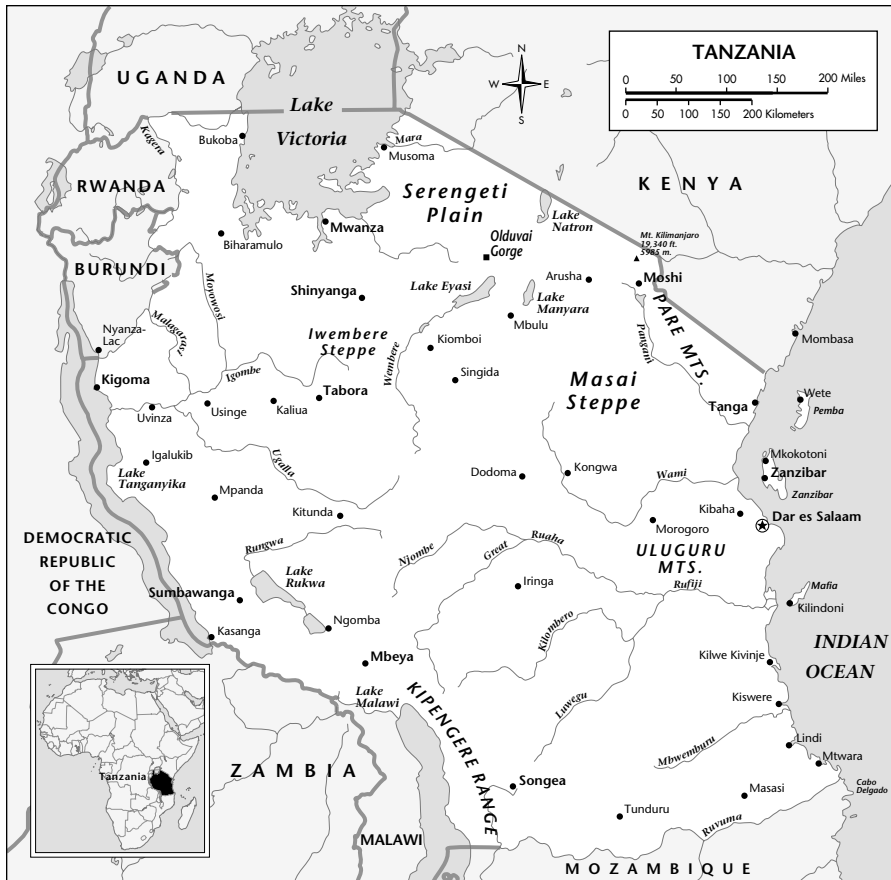 TANZANIA
0 50 100 150 200 Miles
0 50 100 150 200 Kilometers
N
W E
S
UGANDA
Lake
Victoria
Kagera
Bukoba
Mara
Musoma
RWANDA
KENYA
Serengeti
Plain
Lake
Natron
Mt. Kilimanjaro
19,340 ft.
5985 m.
Mwanza
Biharamulo
Olduvai
Gorge
BURUNDI
Arusha
Moshi
Moyowosi
Shinyanga
Lake Eyasi
Lake
Manyara
PARE MTS.
Mbulu
Malagarasi
Nyanza-
Lac
Iwembere
Steppe
Wembere
Kiomboi
Pangani
Mombasa
Kigoma
Igombe
Singida
Masai
Steppe
Tabora
Uvinza
Usinge
Kaliua
Tanga
Wete
Pemba
Igalukib
Ugalla
Mkokotoni
Lake
Tanganyika
Dodoma
Kongwa
Wami
Zanzibar
Zanzibar
Mpanda
Kitunda
Kibaha
Morogoro
Dar es Salaam
DEMOCRATIC
REPUBLIC
OF THE
CONGO
Rungwa
Njombe
Great
Ruaha
ULUGURU
MTS.
Lake
Rukwa
Iringa
Rufiji
Mafia
Sumbawanga
Kilindoni
Ngomba
Kasanga
Kilombero
INDIAN
OCEAN
Mbeya
Kilwe Kivinje
Lake
Malawi
KIPENGERE RANGE
Luwegu
Kiswere
Mbwemburu
Lindi
Mtwara
Tanzania
ZAMBIA
Songea
Masasi
Cabo
Delgado
Tunduru
Ruvuma
MALAWI
MOZAMBIQUE